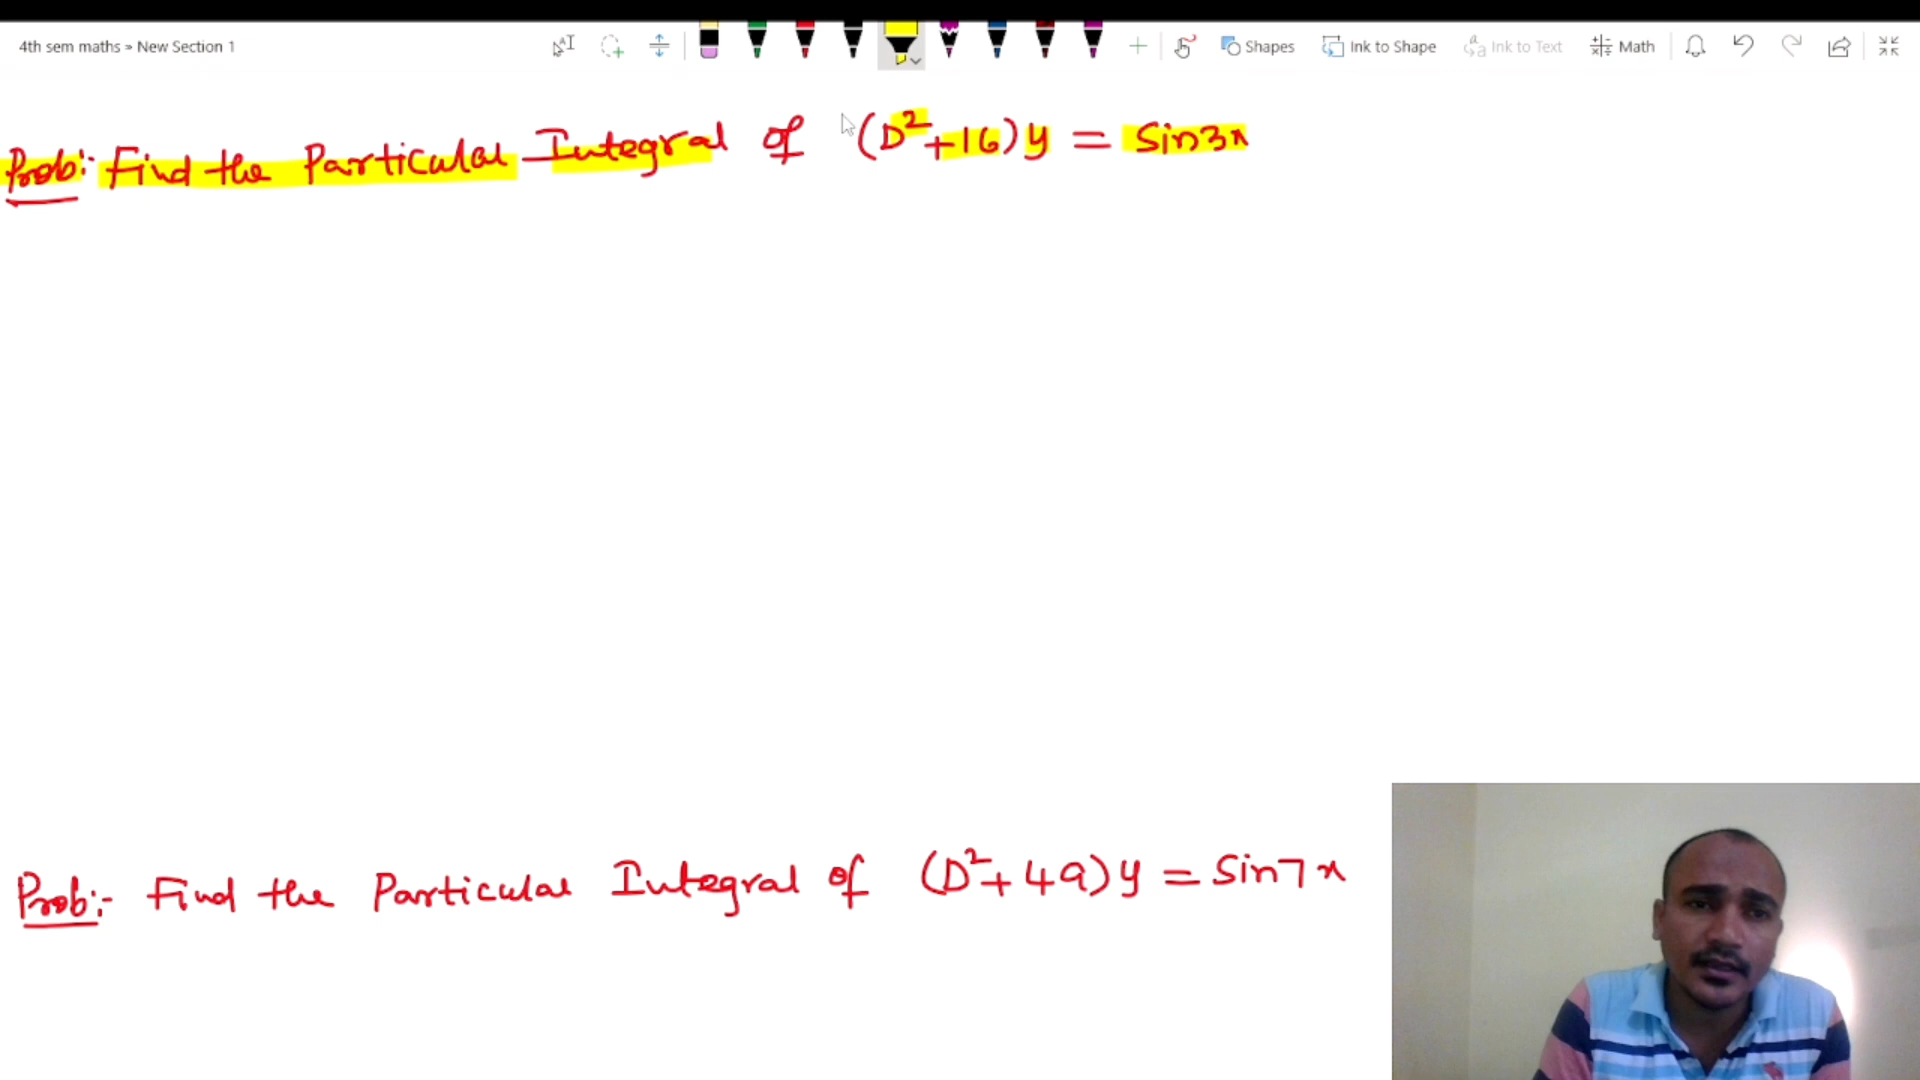 4th sem maths » New Section 1
Shapes
Ink to Shape
Ink to Text
Math
Prob:- Find the Particular Integral of (D²+16)y = Sin3x
Prob:- Find the Particular Integral of (D²+49)y = Sin7x